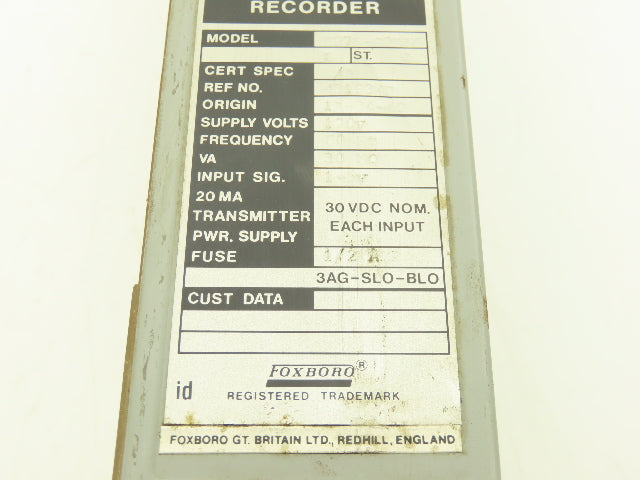 RECORDER
MODEL
ST.
CERT SPEC
REF NO.
ORIGIN
SUPPLY VOLTS
FREQUENCY
VA
INPUT SIG.
20 MA
TRANSMITTER
PWR. SUPPLY
30 VDC NOM.
EACH INPUT
FUSE 1/2 A
3AG-SLO-BLO
CUST DATA
FOXBORO®
id
REGISTERED TRADEMARK
FOXBORO GT. BRITAIN LTD., REDHILL, ENGLAND